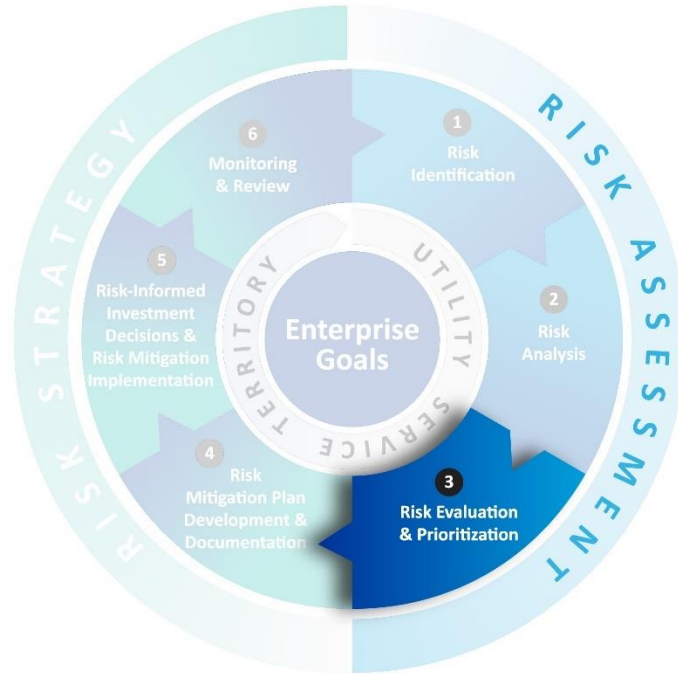 RISK STRATEGY
RISK ASSESSMENT
UTILITY SERVICE TERRITORY
Enterprise
Goals
1
Risk
Identification
2
Risk
Analysis
3
Risk Evaluation
& Prioritization
4
Risk
Mitigation Plan
Development &
Documentation
5
Risk-Informed
Investment
Decisions &
Risk Mitigation
Implementation
6
Monitoring
& Review